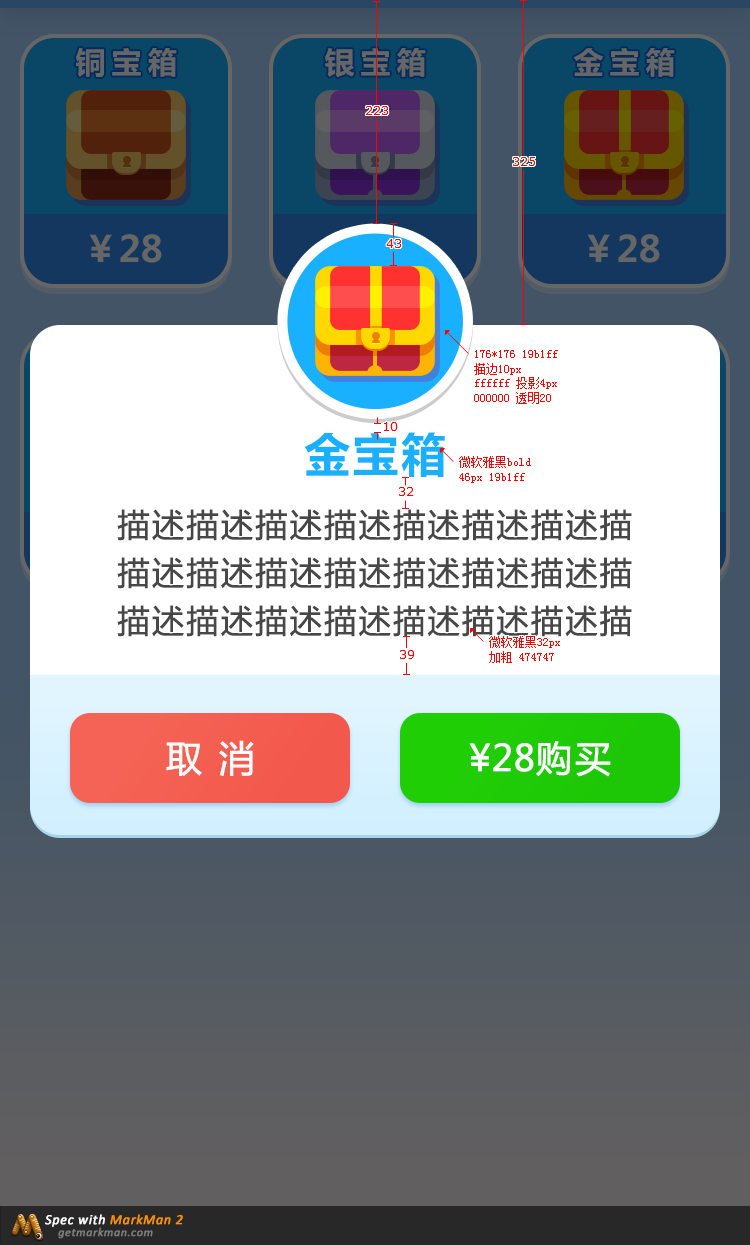 铜宝箱 银宝箱 金宝箱
223
325
43
¥28 ¥28
176*176 19b1ff
描边10px
ffffff 投影4px
000000 透明20
10
金宝箱
微软雅黑bold
46px 19b1ff
32
描述描述描述描述描述描述描述描
描述描述描述描述描述描述描述描
描述描述描述描述描述描述描述描
微软雅黑32px
加粗 474747
39
取 消 ¥28购买
Spec with MarkMan 2
getmarkman.com